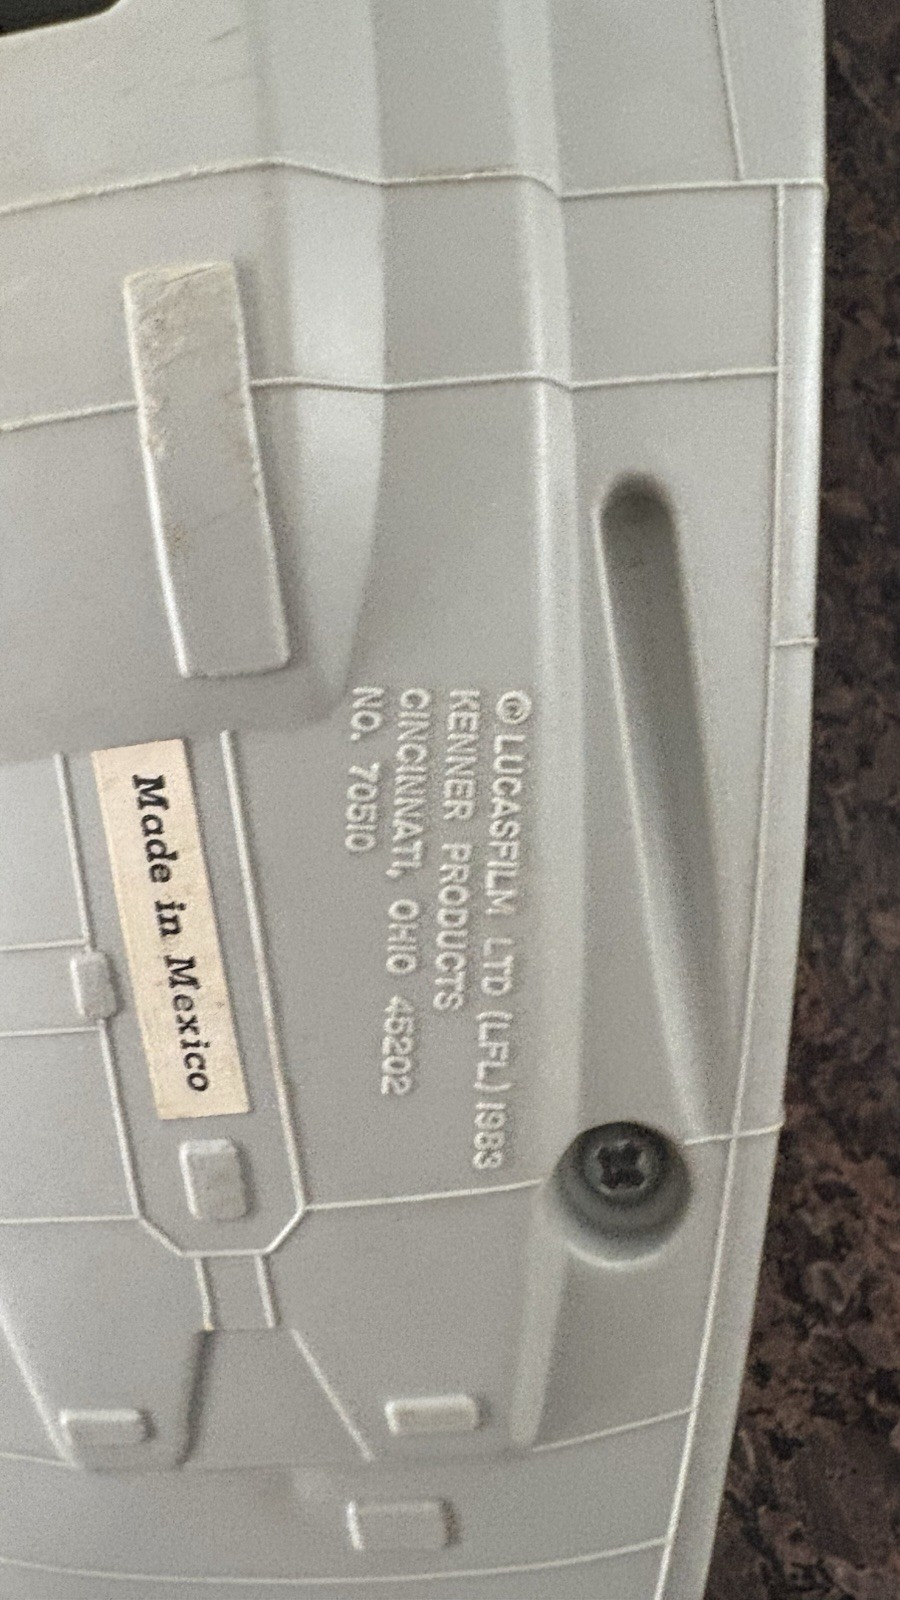 © LUCASFILM LTD (LFL) 1983
KENNER PRODUCTS
CINCINNATI, OHIO 45202
NO. 70510
Made in Mexico